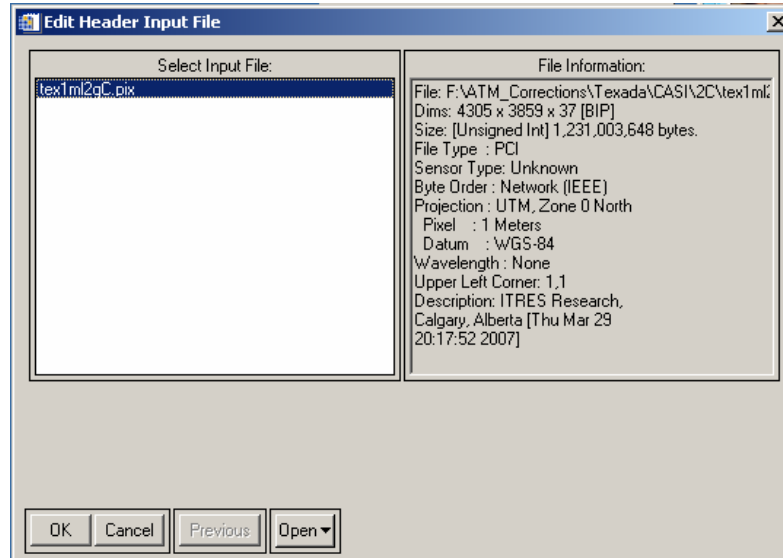 Edit Header Input File
Select Input File:
tex1ml2gC.pix
File Information:
File: F:\ATM_Corrections\Texada\CASI\2C\tex1ml2
Dims: 4305 x 3859 x 37 [BIP]
Size: [Unsigned Int] 1,231,003,648 bytes.
File Type : PCI
Sensor Type: Unknown
Byte Order : Network (IEEE)
Projection : UTM, Zone 0 North
Pixel : 1 Meters
Datum : WGS-84
Wavelength : None
Upper Left Corner: 1,1
Description: ITRES Research,
Calgary, Alberta [Thu Mar 29
20:17:52 2007]
OK Cancel Previous Open